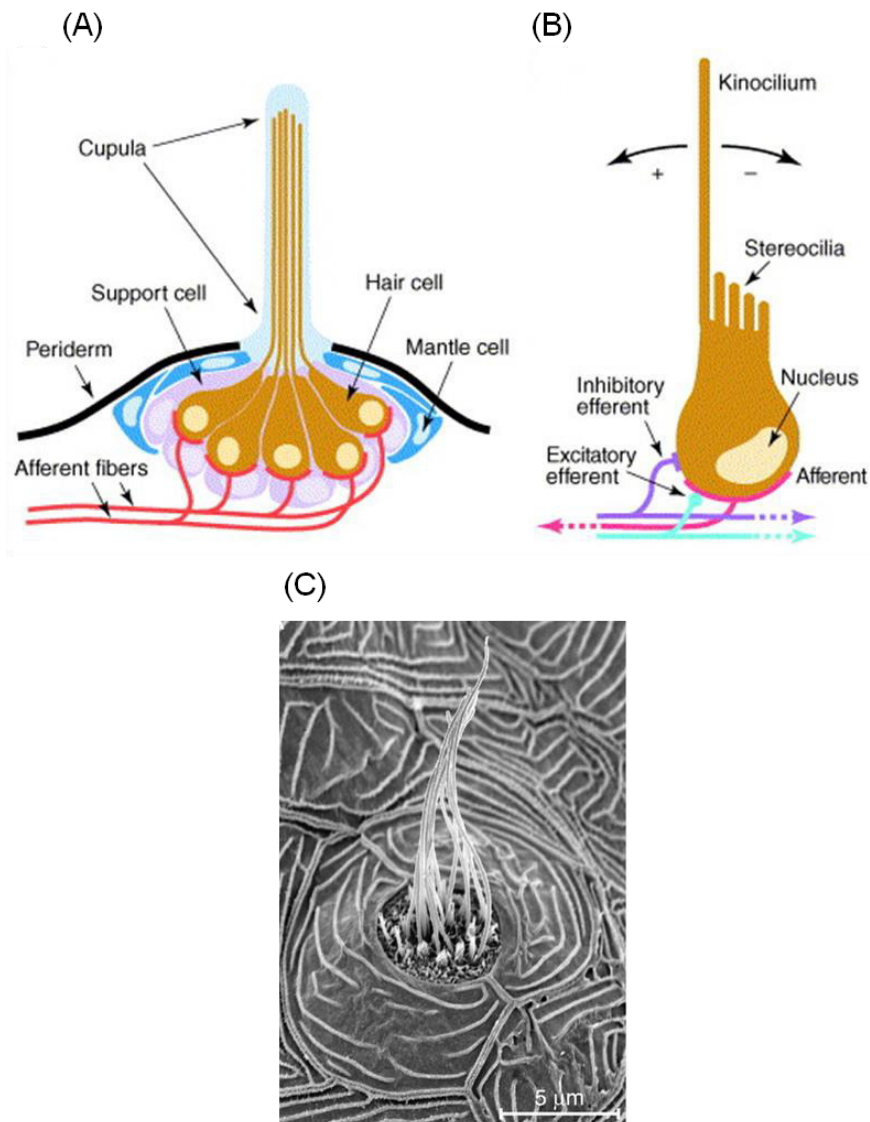 (A)
Cupula
Support cell
Hair cell
Periderm
Mantle cell
Afferent fibers
(B)
Kinocilium
+
−
Stereocilia
Nucleus
Inhibitory
efferent
Excitatory
efferent
Afferent
(C)
5 µm